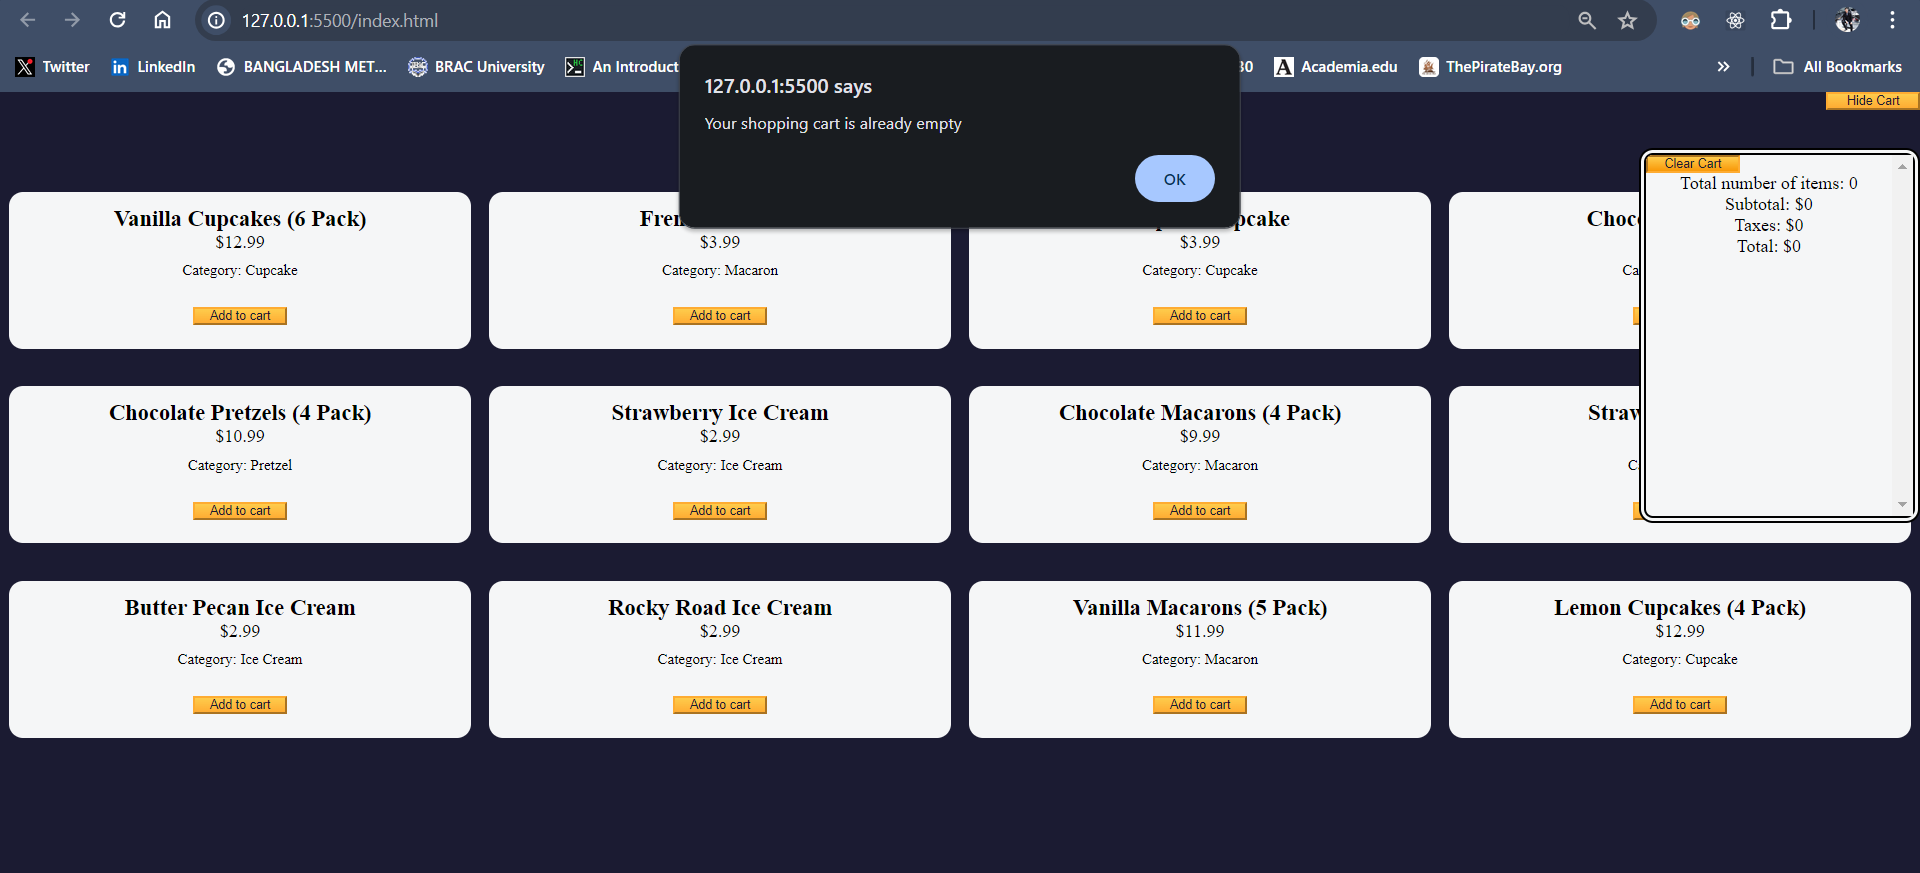 127.0.0.1:5500/index.html
Twitter
LinkedIn
BANGLADESH MET...
BRAC University
An Introduct
30
Academia.edu
ThePirateBay.org
All Bookmarks
127.0.0.1:5500 says
Your shopping cart is already empty
OK
Hide Cart
Clear Cart
Total number of items: 0
Subtotal: $0
Taxes: $0
Total: $0
Vanilla Cupcakes (6 Pack)
$12.99
Category: Cupcake
Add to cart
Fren
$3.99
Category: Macaron
Add to cart
pcake
$3.99
Category: Cupcake
Add to cart
Choc
Ca
Chocolate Pretzels (4 Pack)
$10.99
Category: Pretzel
Add to cart
Strawberry Ice Cream
$2.99
Category: Ice Cream
Add to cart
Chocolate Macarons (4 Pack)
$9.99
Category: Macaron
Add to cart
Straw
C
Butter Pecan Ice Cream
$2.99
Category: Ice Cream
Add to cart
Rocky Road Ice Cream
$2.99
Category: Ice Cream
Add to cart
Vanilla Macarons (5 Pack)
$11.99
Category: Macaron
Add to cart
Lemon Cupcakes (4 Pack)
$12.99
Category: Cupcake
Add to cart